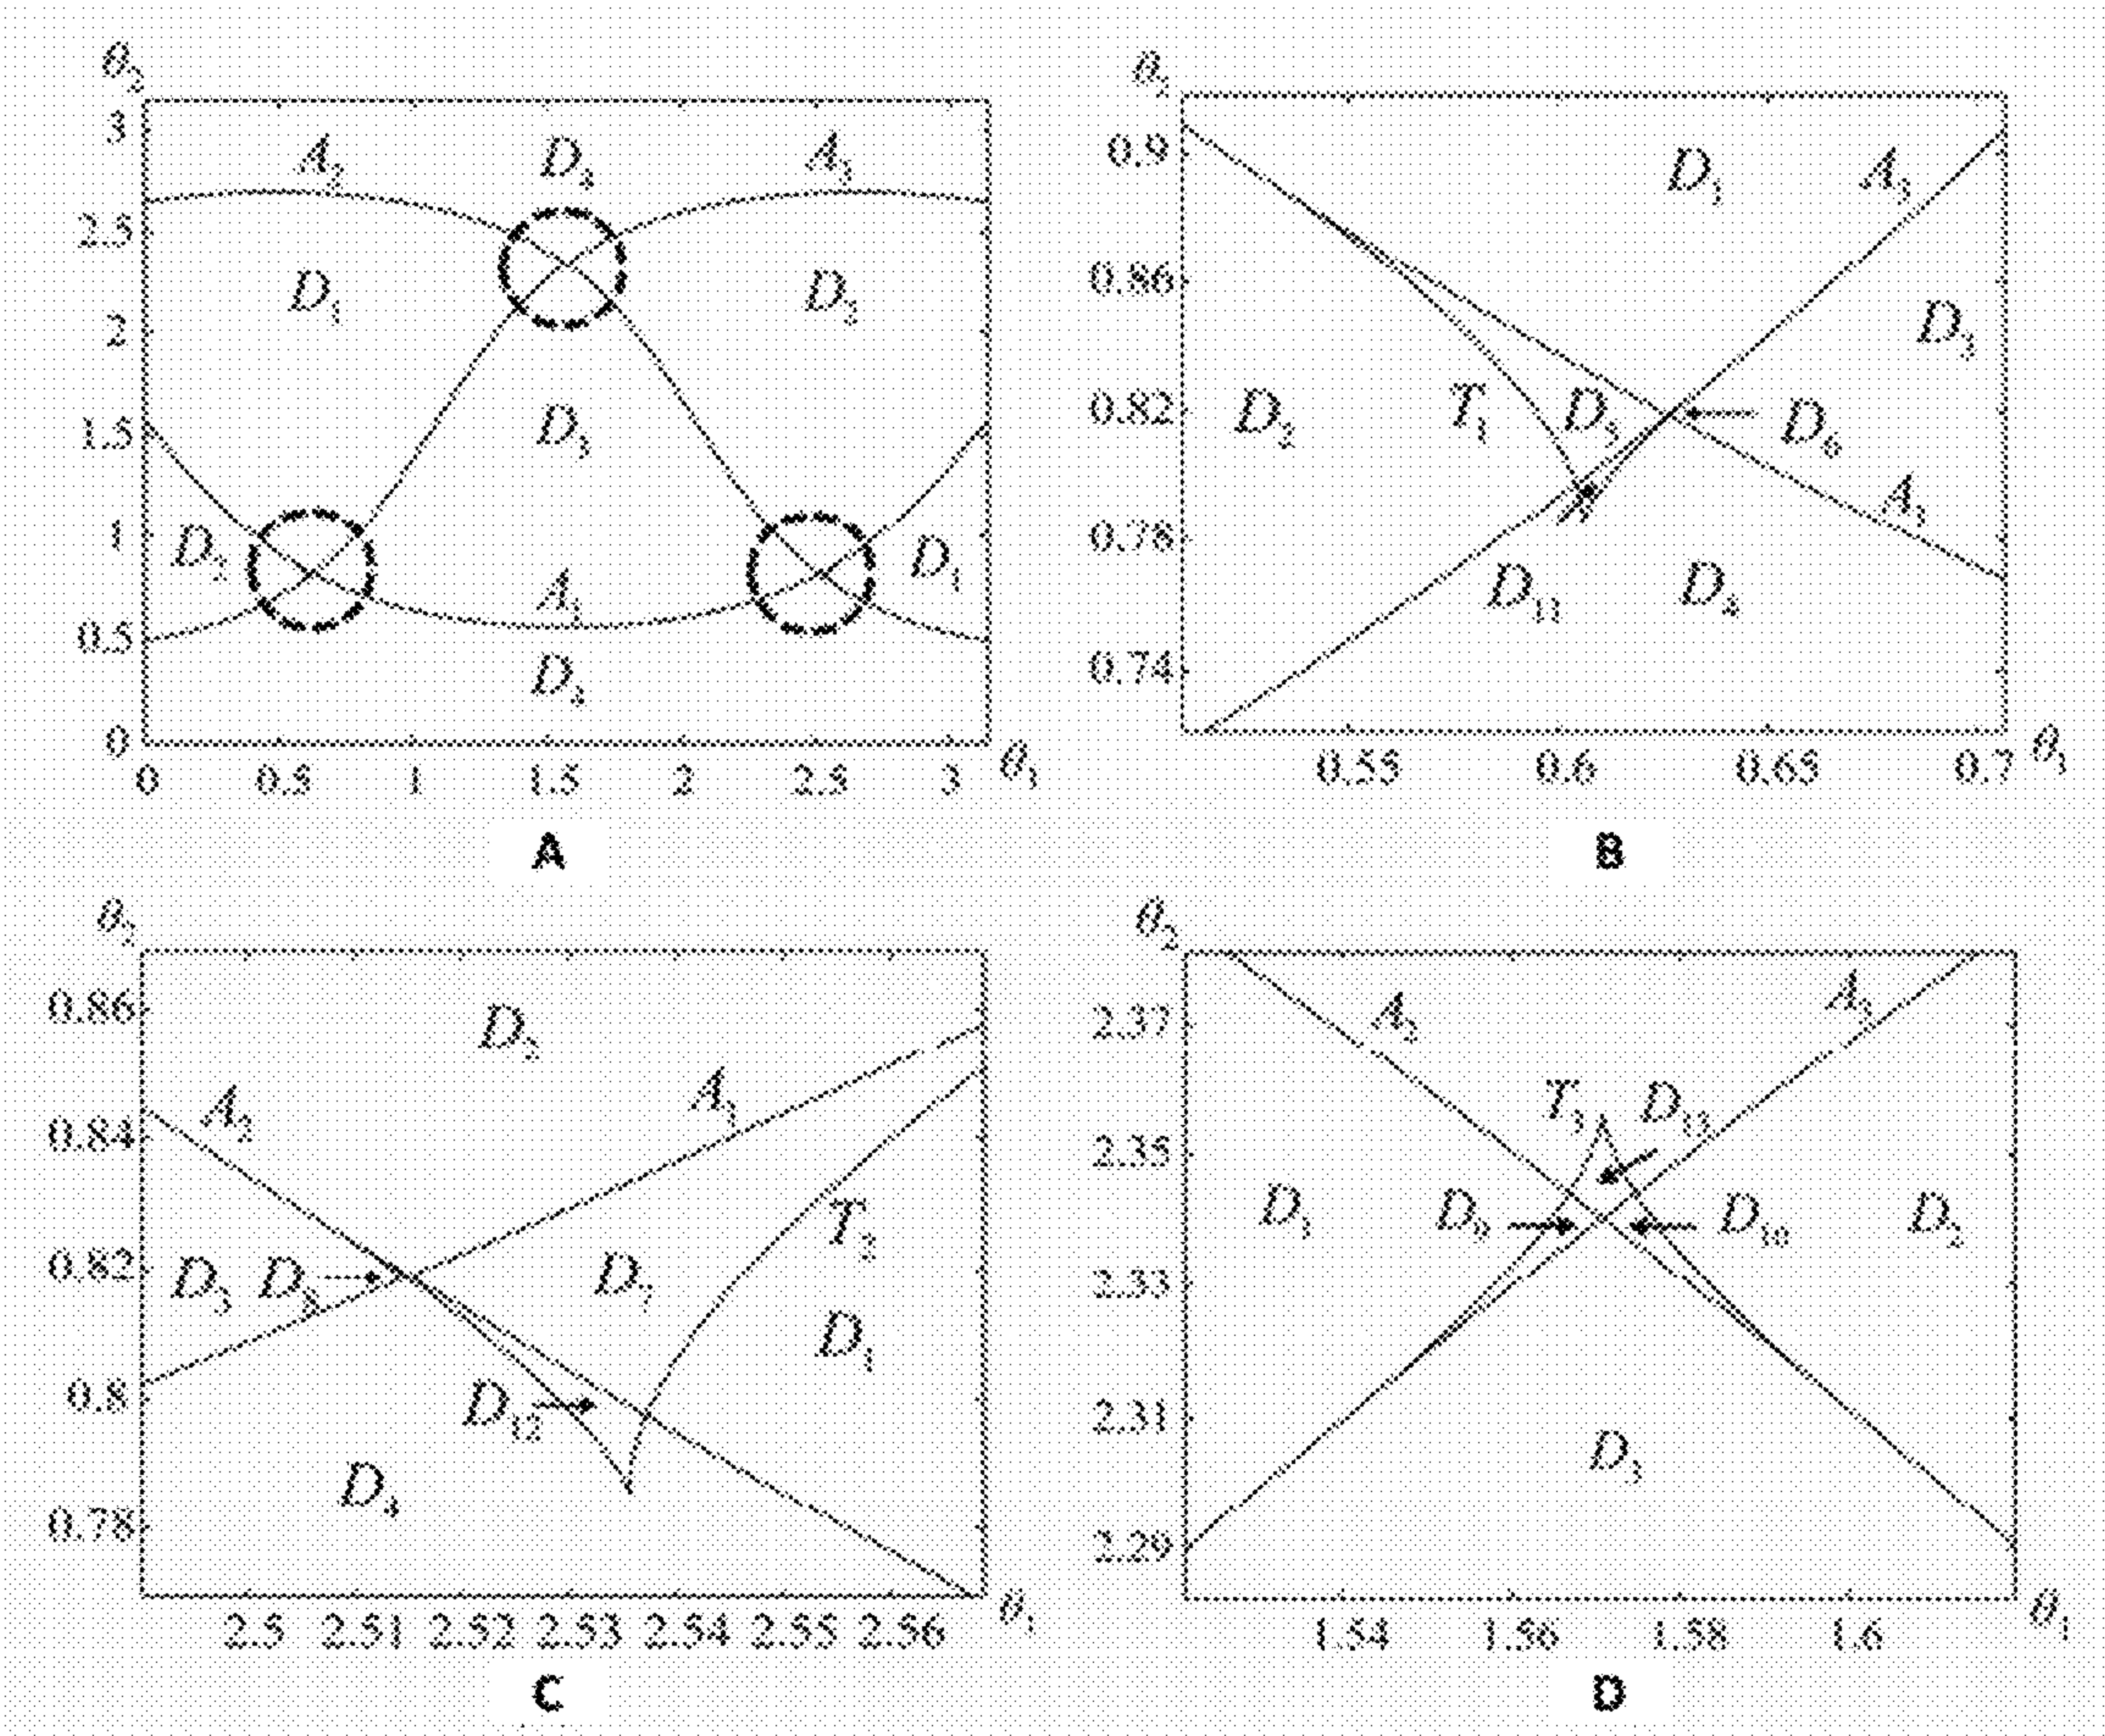 θ₂
3
2.5
2
1.5
1
0.5
0
A₂ D₄ A₃
D₁ D₂
D₃
D₂ D₁
A₁
D₄
0 0.5 1 1.5 2 2.5 3 θ₁
A
θ₂
0.9
0.86
0.82
0.78
0.74
D₁ A₃
D₃
D₂ T₁ D₅ D₆
A₁
D₁₁ D₄
0.55 0.6 0.65 0.7 θ₁
B
θ₂
0.86
0.84
0.82
0.8
0.78
D₂
A₂ A₁
T₂
D₃ D₈ D₇
D₁
D₁₂
D₄
2.5 2.51 2.52 2.53 2.54 2.55 2.56 θ₁
C
θ₂
2.37
2.35
2.33
2.31
2.29
A₂ A₃
T₃ D₁₃
D₁ D₉ D₁₀ D₂
D₃
1.54 1.56 1.58 1.6 θ₁
D